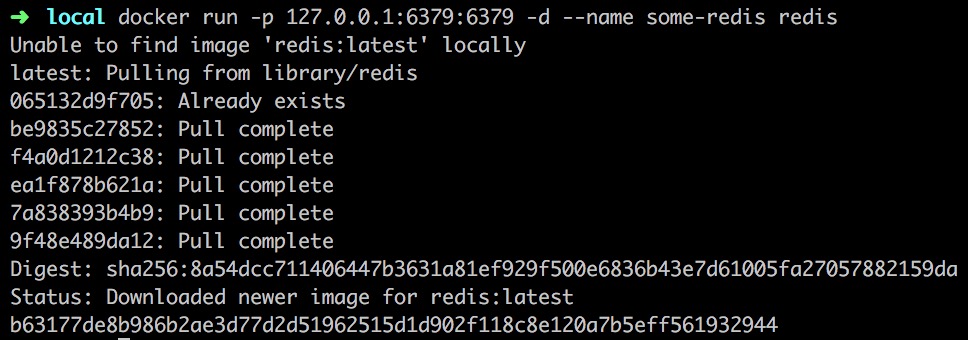 ➜ local docker run -p 127.0.0.1:6379:6379 -d --name some-redis redis
Unable to find image 'redis:latest' locally
latest: Pulling from library/redis
065132d9f705: Already exists
be9835c27852: Pull complete
f4a0d1212c38: Pull complete
ea1f878b621a: Pull complete
7a838393b4b9: Pull complete
9f48e489da12: Pull complete
Digest: sha256:8a54dcc711406447b3631a81ef929f500e6836b43e7d61005fa27057882159da
Status: Downloaded newer image for redis:latest
b63177de8b986b2ae3d77d2d51962515d1d902f118c8e120a7b5eff561932944